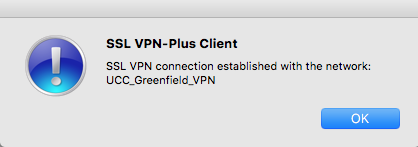 SSL VPN-Plus Client
SSL VPN connection established with the network:
UCC_Greenfield_VPN
OK